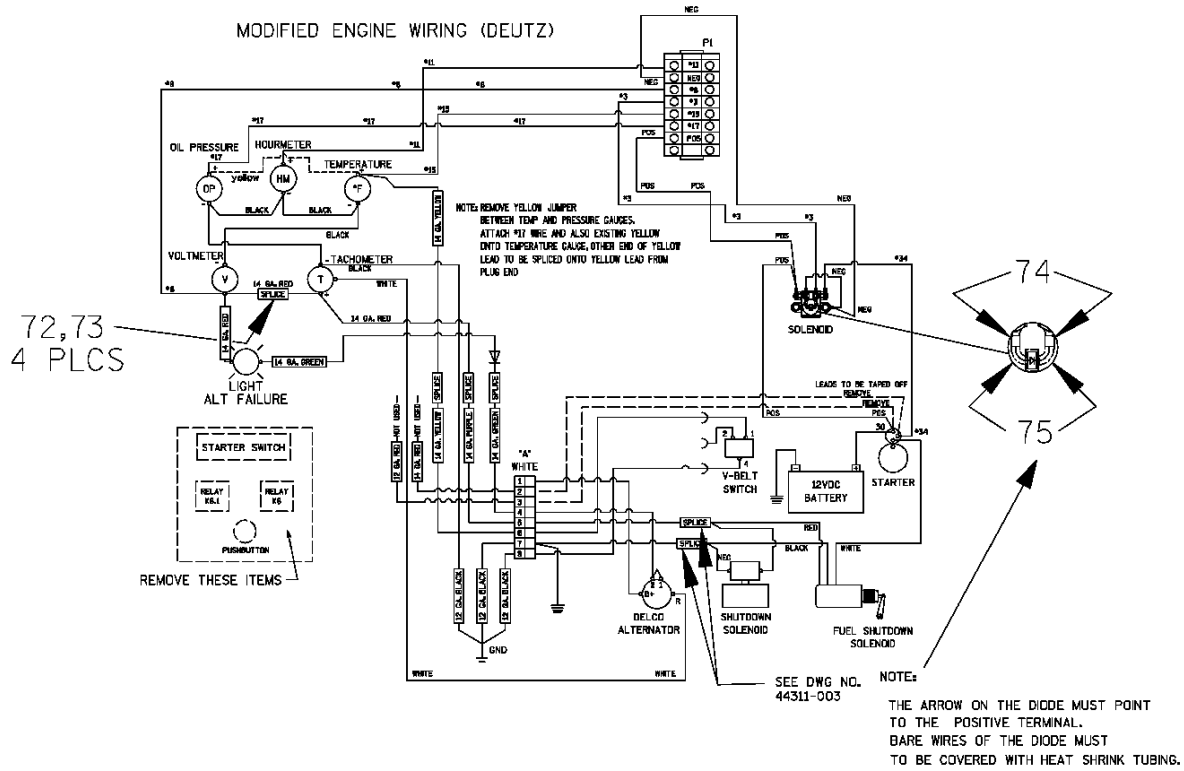 MODIFIED ENGINE WIRING (DEUTZ)
NEG
P1
*11
NEG
*11
NEG
*8
*6
*6
*6
*3
*3
*15
*15
*17
*17
*17
*17
POS
POS
OIL PRESSURE
HOURMETER
*17
*11
TEMPERATURE
*15
yellow
OP
HM
°F
BLACK
BLACK
BLACK
14 GA. YELLOW
NOTE: REMOVE YELLOW JUMPER
BETWEEN TEMP AND PRESSURE GAUGES.
ATTACH *17 WIRE AND ALSO EXISTING YELLOW
ONTO TEMPERATURE GAUGE, OTHER END OF YELLOW
LEAD TO BE SPLICED ONTO YELLOW LEAD FROM
PLUG END
POS
POS
NEG
*3
*3
*3
POS
POS
NEG
*34
NEG
SOLENOID
74
75
VOLTMETER
V
TACHOMETER
T
BLACK
WHITE
*6
14 GA. RED
SPLICE
14 GA. RED
14 GA. RED
14 GA. GREEN
72,73
4 PLCS
LIGHT
ALT FAILURE
STARTER SWITCH
RELAY
K6.1
RELAY
K6
PUSHBUTTON
REMOVE THESE ITEMS
NOT USED
NOT USED
12 GA. RED
14 GA. RED
SPLICE
SPLICE
SPLICE
14 GA. YELLOW
14 GA. PURPLE
14 GA. GREEN
"A"
WHITE
1
2
3
4
5
6
7
8
LEADS TO BE TAPED OFF
REMOVE
REMOVE
POS
POS
30
*34
2
1
4
V-BELT
SWITCH
12VDC
BATTERY
STARTER
SPLICE
RED
SPLICE
BLACK
WHITE
NEG
12 GA. BLACK
12 GA. BLACK
12 GA. BLACK
GND
2 1
B+
R
DELCO
ALTERNATOR
SHUTDOWN
SOLENOID
FUEL SHUTDOWN
SOLENOID
WHITE
WHITE
SEE DWG NO.
44311-003
NOTE:
THE ARROW ON THE DIODE MUST POINT
TO THE POSITIVE TERMINAL.
BARE WIRES OF THE DIODE MUST
TO BE COVERED WITH HEAT SHRINK TUBING.